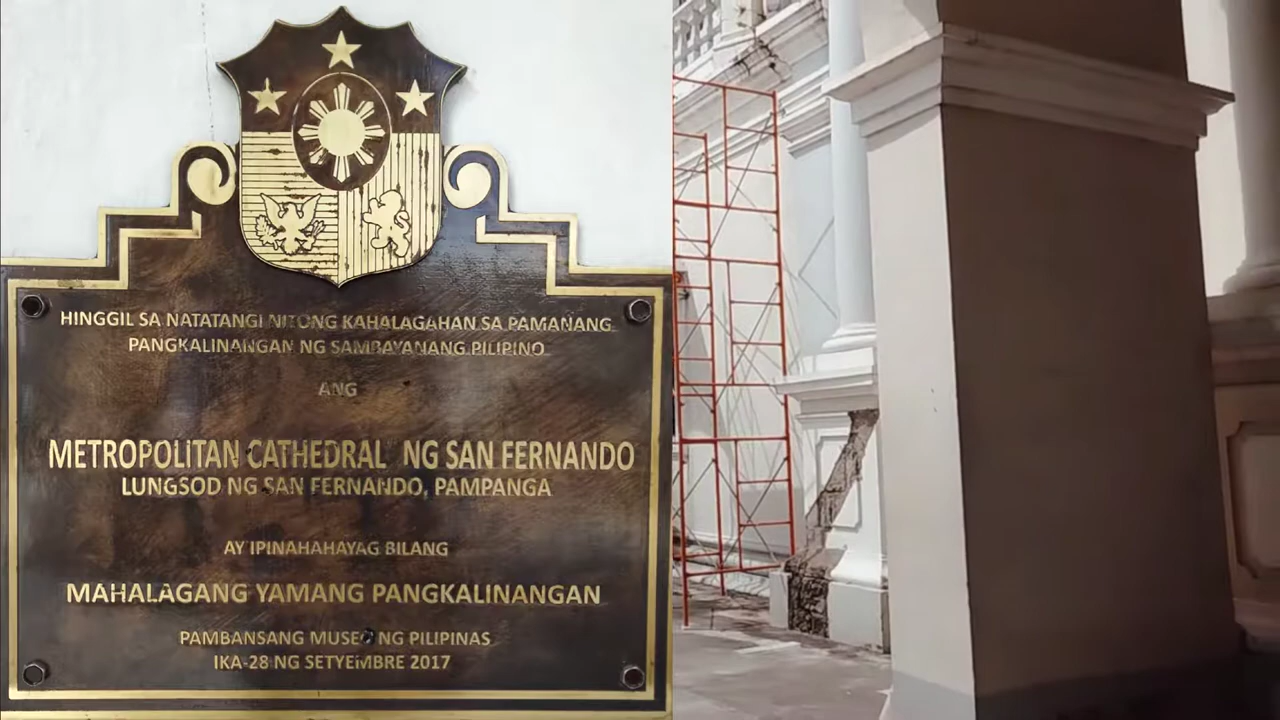 HINGGIL SA NATATANGI NITONG KAHALAGAHAN SA PAMANANG
PANGKALINANGAN NG SAMBAYANANG PILIPINO
ANG
METROPOLITAN CATHEDRAL NG SAN FERNANDO
LUNGSOD NG SAN FERNANDO, PAMPANGA
AY IPINAHAHAYAG BILANG
MAHALAGANG YAMANG PANGKALINANGAN
PAMBANSANG MUSEO NG PILIPINAS
IKA-28 NG SETYEMBRE 2017